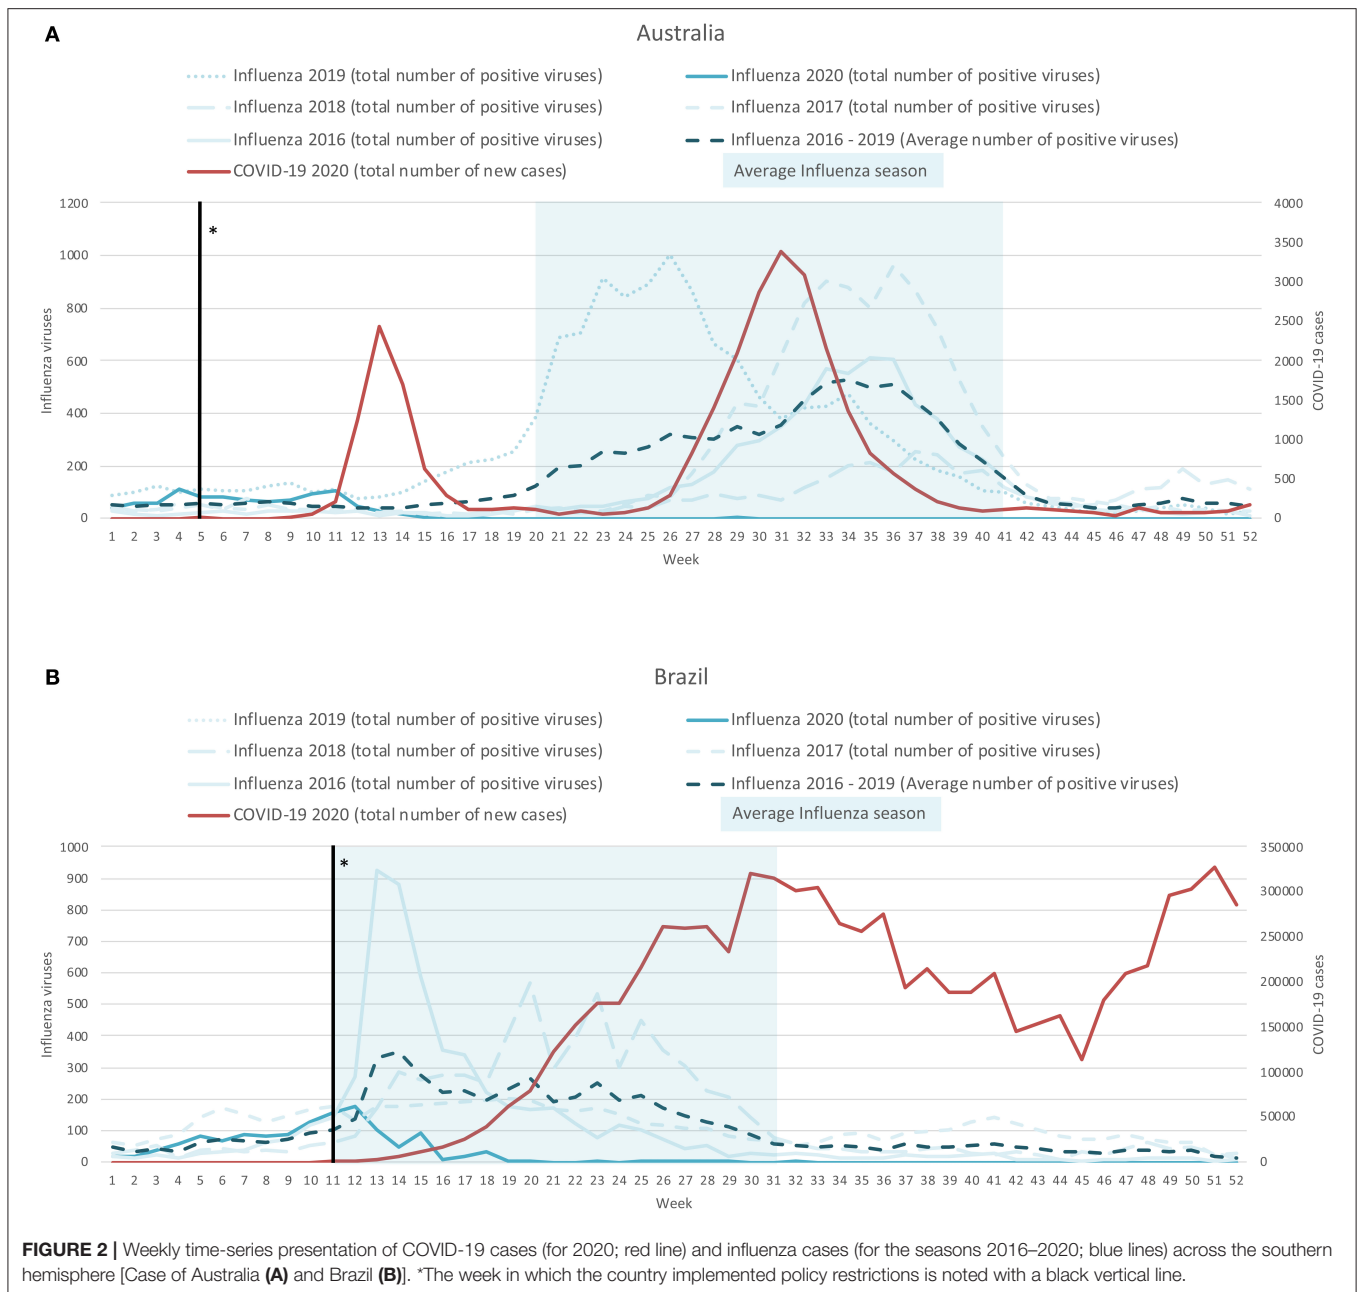 A
Australia
Influenza 2019 (total number of positive viruses)
Influenza 2020 (total number of positive viruses)
Influenza 2018 (total number of positive viruses)
Influenza 2017 (total number of positive viruses)
Influenza 2016 (total number of positive viruses)
Influenza 2016 - 2019 (Average number of positive viruses)
COVID-19 2020 (total number of new cases)
Average Influenza season
1200
1000
800
600
400
200
0
Influenza viruses
*
4000
3500
3000
2500
2000
1500
1000
500
0
COVID-19 cases
1 2 3 4 5 6 7 8 9 10 11 12 13 14 15 16 17 18 19 20 21 22 23 24 25 26 27 28 29 30 31 32 33 34 35 36 37 38 39 40 41 42 43 44 45 46 47 48 49 50 51 52
Week
B
Brazil
Influenza 2019 (total number of positive viruses)
Influenza 2020 (total number of positive viruses)
Influenza 2018 (total number of positive viruses)
Influenza 2017 (total number of positive viruses)
Influenza 2016 (total number of positive viruses)
Influenza 2016 - 2019 (Average number of positive viruses)
COVID-19 2020 (total number of new cases)
Average Influenza season
1000
900
800
700
600
500
400
300
200
100
0
Influenza viruses
*
350000
300000
250000
200000
150000
100000
50000
0
COVID-19 cases
1 2 3 4 5 6 7 8 9 10 11 12 13 14 15 16 17 18 19 20 21 22 23 24 25 26 27 28 29 30 31 32 33 34 35 36 37 38 39 40 41 42 43 44 45 46 47 48 49 50 51 52
Week
FIGURE 2 | Weekly time-series presentation of COVID-19 cases (for 2020; red line) and influenza cases (for the seasons 2016–2020; blue lines) across the southern
hemisphere [Case of Australia (A) and Brazil (B)]. *The week in which the country implemented policy restrictions is noted with a black vertical line.